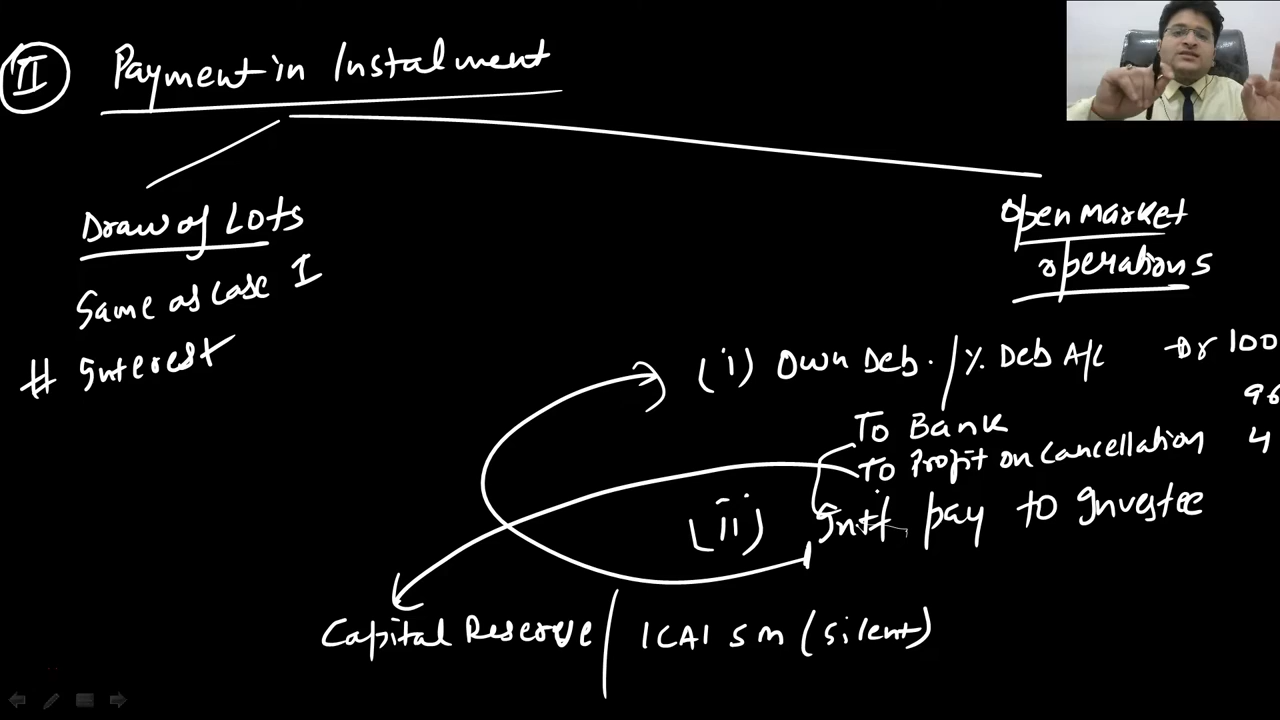 II Payment in Instalment
Draw of Lots
Same as Case I
# Interest
Open Market
operations
(i) Own Deb. / % Deb A/c Dr 100
96
To Bank
To Profit on Cancellation 4
(ii) Intt pay to Investee
Capital Reserve / ICAI SM (silent)